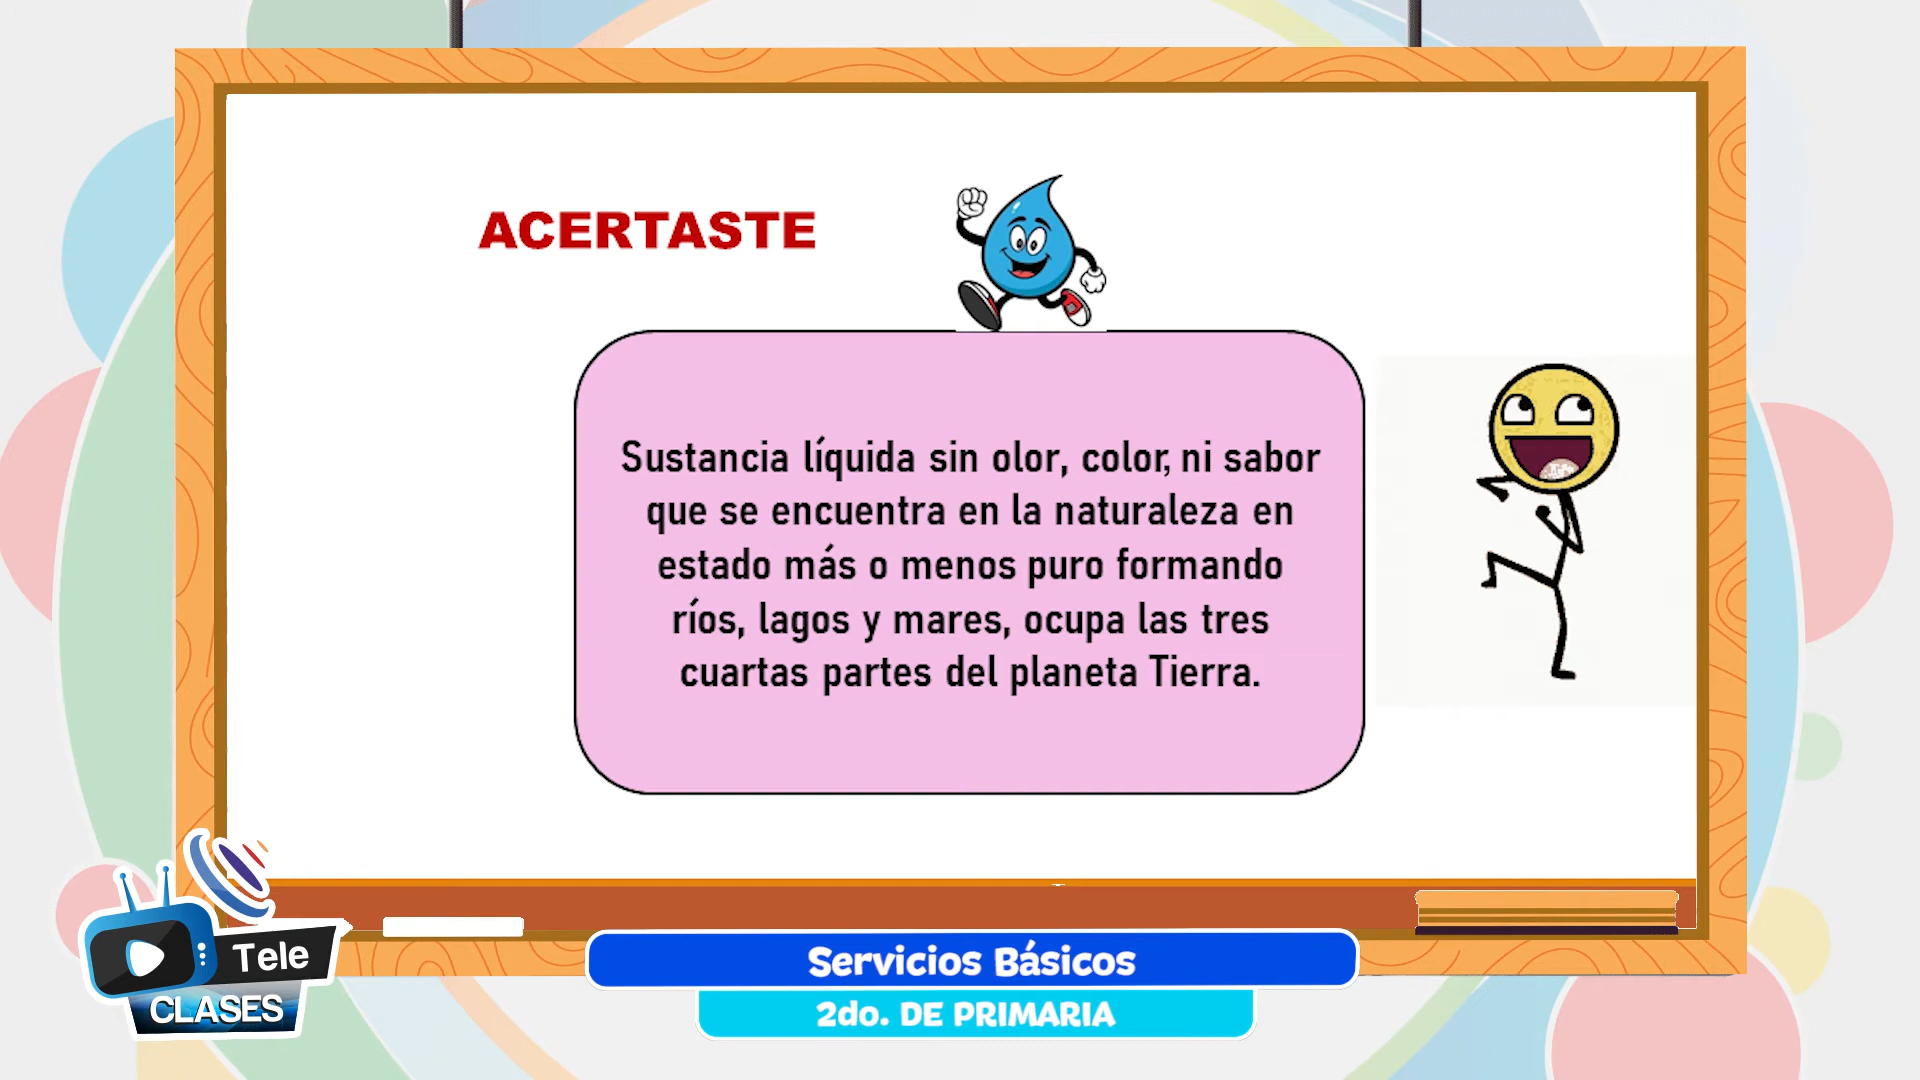 ACERTASTE
Sustancia líquida sin olor, color, ni sabor
que se encuentra en la naturaleza en
estado más o menos puro formando
ríos, lagos y mares, ocupa las tres
cuartas partes del planeta Tierra.
Tele
CLASES
Servicios Básicos
2do. DE PRIMARIA